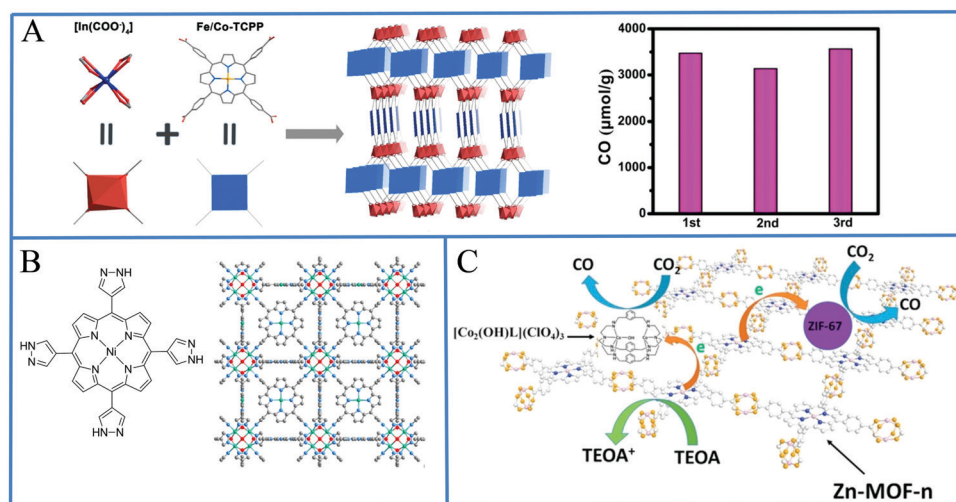 A
[In(COO⁻)₄]
Fe/Co-TCPP
CO (μmol/g)
4000
3000
2000
1000
0
1st 2nd 3rd
B
N-NH
N
HN
N
N
Ni
N
N
N
NH
HN-N
C
CO
CO₂
CO₂
e
CO
ZIF-67
[Co₂(OH)L](ClO₄)₃
e
TEOA⁺
TEOA
Zn-MOF-n